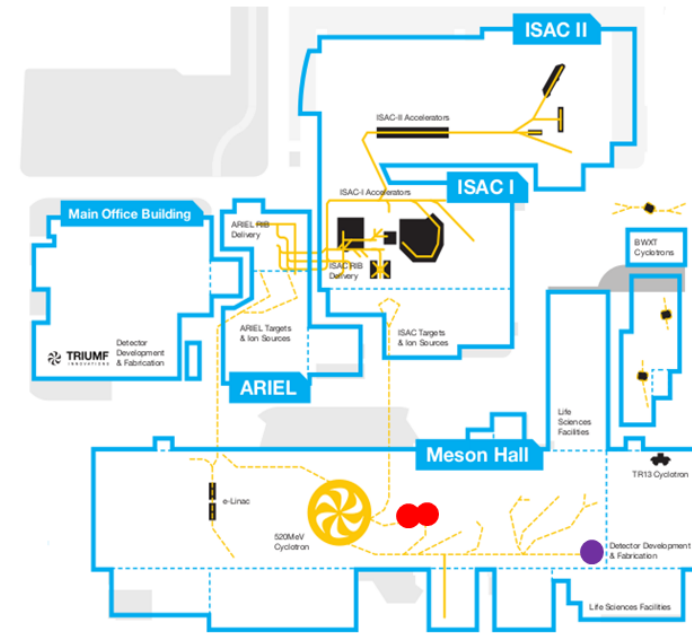 ISAC II
ISAC-II Accelerators
ISAC-I Accelerators
ISAC I
Main Office Building
ARIEL RIB
Delivery
ISAC RIB
Delivery
BWXT
Cyclotrons
ARIEL Targets
& Ion Sources
ISAC Targets
& Ion Sources
TRIUMF
INNOVATIONS
Detector
Development
& Fabrication
ARIEL
Life
Sciences
Facilities
Meson Hall
TR13 Cyclotron
e-Linac
520MeV
Cyclotron
Detector Development
& Fabrication
Life Sciences Facilities